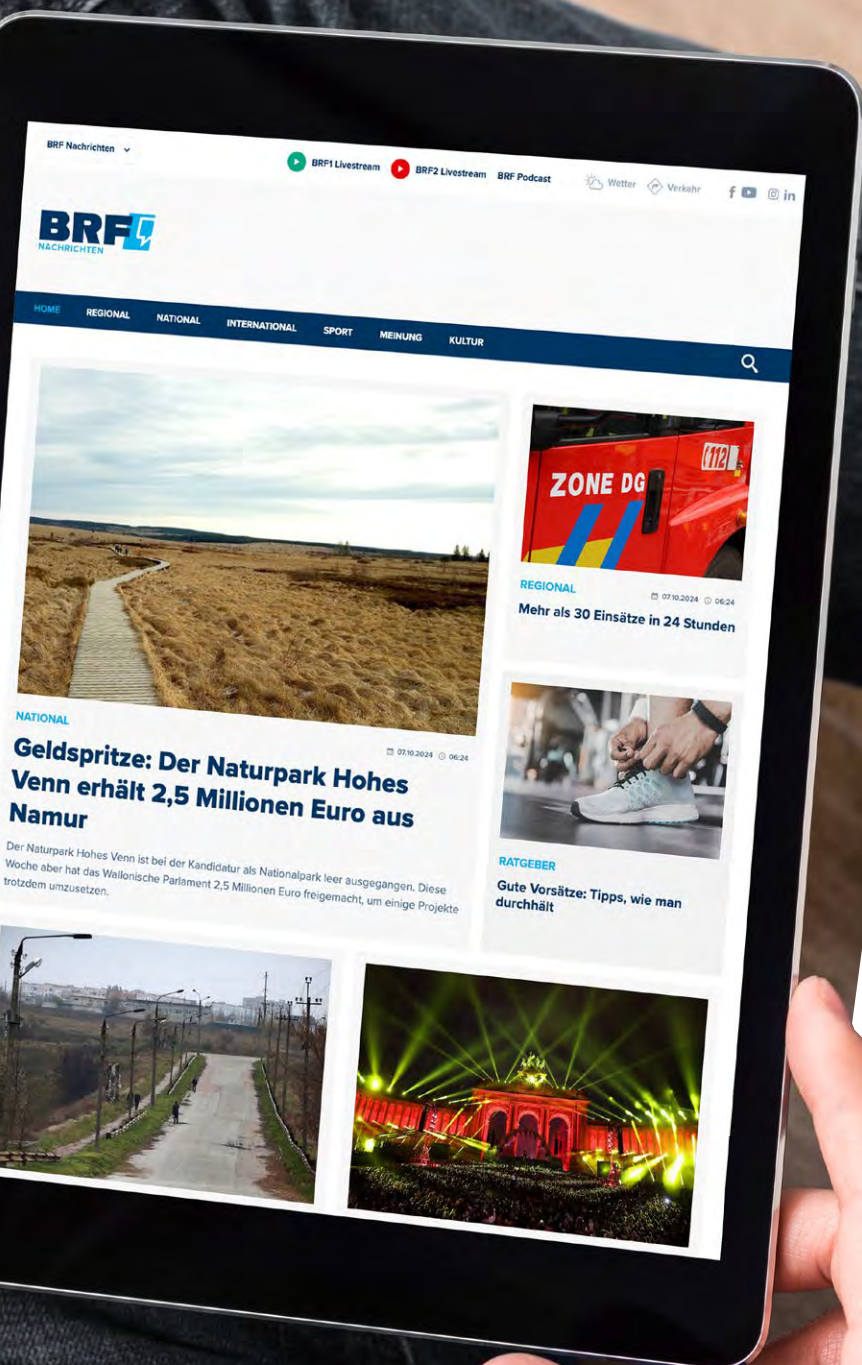 BRF Nachrichten
BRF1 Livestream
BRF2 Livestream
BRF Podcast
Wetter
Verkehr
BRF
NACHRICHTEN
HOME
REGIONAL
NATIONAL
INTERNATIONAL
SPORT
MEINUNG
KULTUR
ZONE DG
112
NATIONAL
07.10.2024 06:24
Geldspritze: Der Naturpark Hohes
Venn erhält 2,5 Millionen Euro aus
Namur
Der Naturpark Hohes Venn ist bei der Kandidatur als Nationalpark leer ausgegangen. Diese
Woche aber hat das Wallonische Parlament 2,5 Millionen Euro freigemacht, um einige Projekte
trotzdem umzusetzen.
REGIONAL
07.10.2024 06:24
Mehr als 30 Einsätze in 24 Stunden
RATGEBER
Gute Vorsätze: Tipps, wie man
durchhält